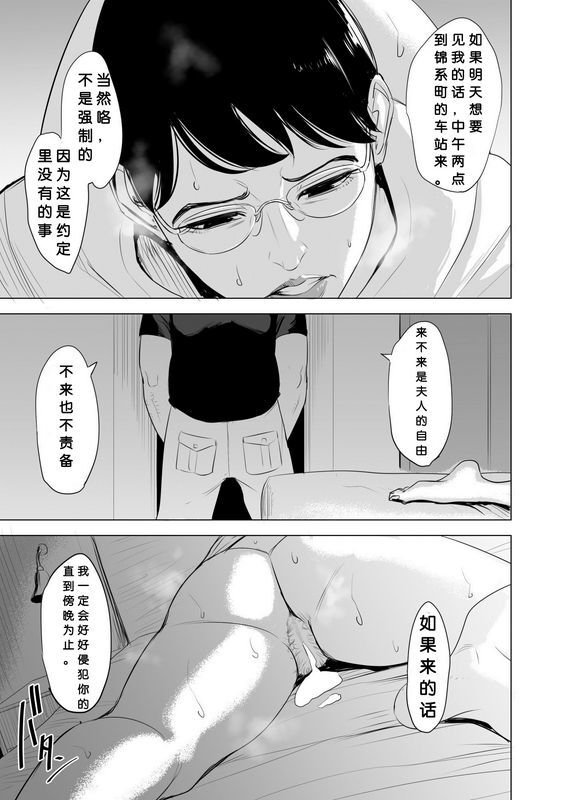 如果明天想要
见我的话，中午两点
到锦系町的车站来。
当然咯，
不是强制的
因为这是约定
里没有的事
来不来是夫人的自由
不来也不责备
如果来的话
我一定会好好侵犯你的
直到傍晚为止。